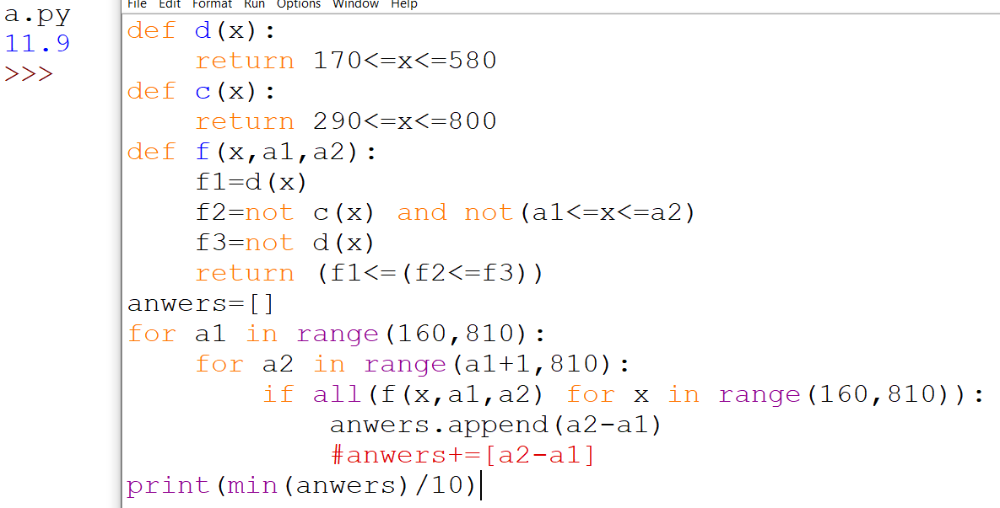 a.py
11.9
>>>
File Edit Format Run Options Window Help
def d(x):
    return 170<=x<=580
def c(x):
    return 290<=x<=800
def f(x,a1,a2):
    f1=d(x)
    f2=not c(x) and not(a1<=x<=a2)
    f3=not d(x)
    return (f1<=(f2<=f3))
anwers=[]
for a1 in range(160,810):
    for a2 in range(a1+1,810):
        if all(f(x,a1,a2) for x in range(160,810)):
            anwers.append(a2-a1)
            #anwers+=[a2-a1]
print(min(anwers)/10)